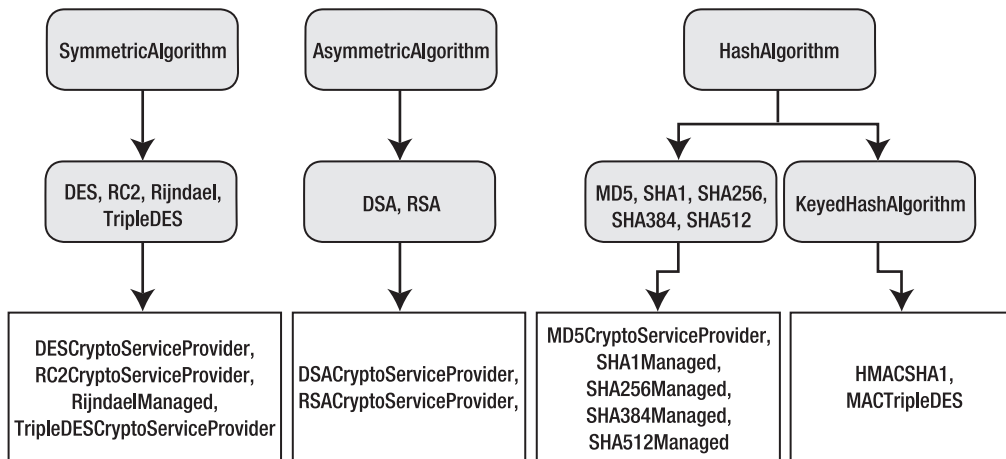 SymmetricAlgorithm
AsymmetricAlgorithm
HashAlgorithm
DES, RC2, Rijndael,
TripleDES
DSA, RSA
MD5, SHA1, SHA256,
SHA384, SHA512
KeyedHashAlgorithm
DESCryptoServiceProvider,
RC2CryptoServiceProvider,
RijndaelManaged,
TripleDESCryptoServiceProvider
DSACryptoServiceProvider,
RSACryptoServiceProvider,
MD5CryptoServiceProvider,
SHA1Managed,
SHA256Managed,
SHA384Managed,
SHA512Managed
HMACSHA1,
MACTripleDES